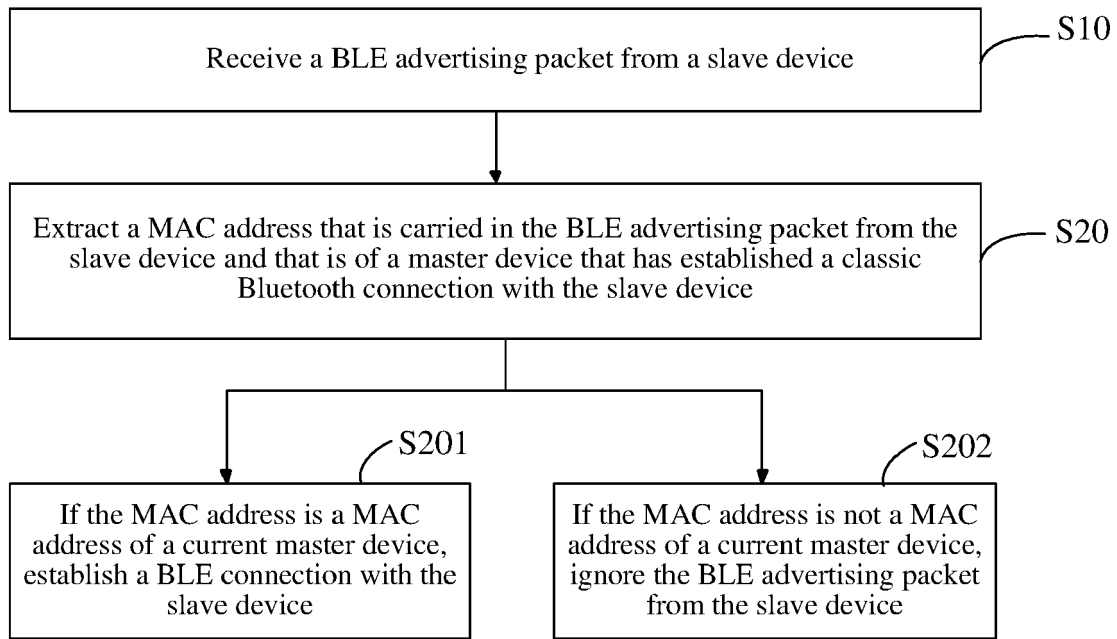 S10
Receive a BLE advertising packet from a slave device
Extract a MAC address that is carried in the BLE advertising packet from the
slave device and that is of a master device that has established a classic
Bluetooth connection with the slave device
S20
S201
S202
If the MAC address is a MAC
address of a current master device,
establish a BLE connection with the
slave device
If the MAC address is not a MAC
address of a current master device,
ignore the BLE advertising packet
from the slave device